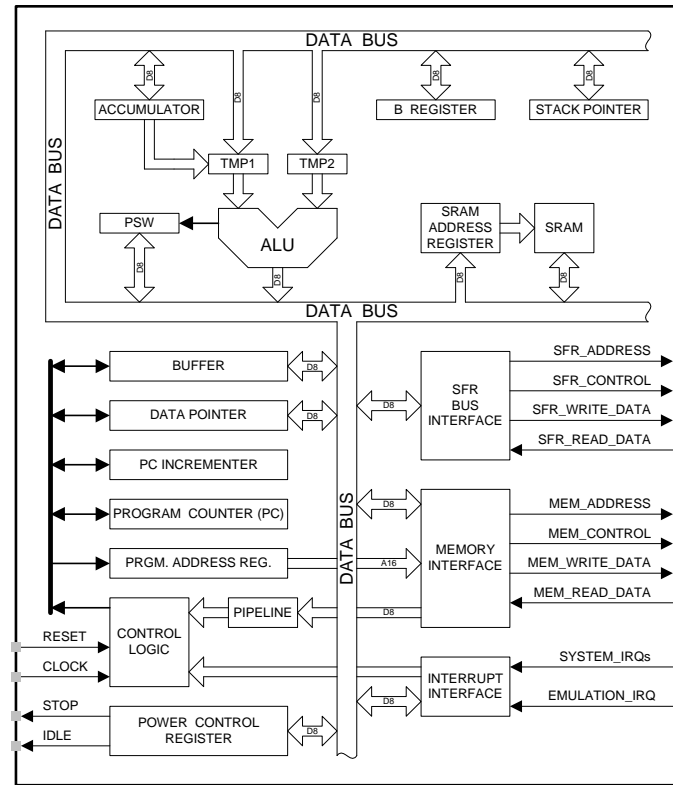 DATA BUS
D8
D8
D8
D8
D8
ACCUMULATOR
B REGISTER
STACK POINTER
DATA BUS
TMP1
TMP2
PSW
ALU
SRAM
ADDRESS
REGISTER
SRAM
D8
D8
D8
D8
DATA BUS
BUFFER
D8
DATA POINTER
D8
PC INCREMENTER
PROGRAM COUNTER (PC)
PRGM. ADDRESS REG.
A16
DATA BUS
D8
SFR
BUS
INTERFACE
SFR_ADDRESS
SFR_CONTROL
SFR_WRITE_DATA
SFR_READ_DATA
D8
MEMORY
INTERFACE
MEM_ADDRESS
MEM_CONTROL
MEM_WRITE_DATA
MEM_READ_DATA
PIPELINE
D8
RESET
CLOCK
CONTROL
LOGIC
INTERRUPT
INTERFACE
D8
SYSTEM_IRQs
EMULATION_IRQ
STOP
IDLE
POWER CONTROL
REGISTER
D8